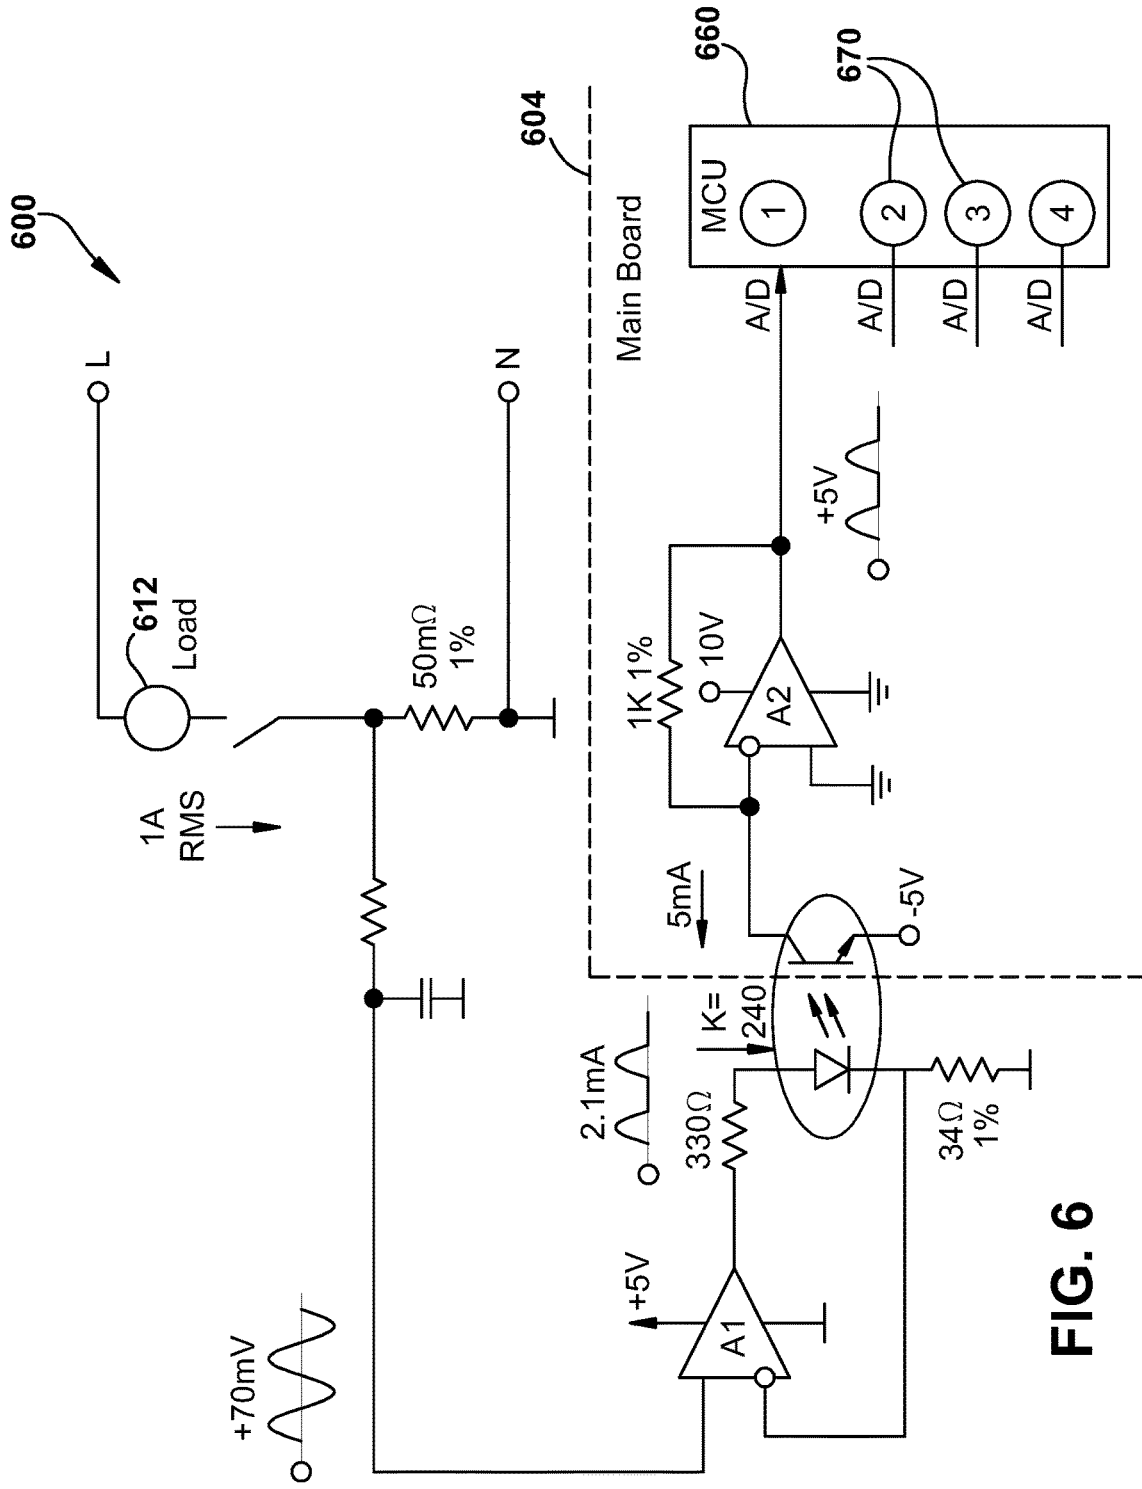 600
L
612
Load
1A
RMS
50mΩ
1%
N
+70mV
604
Main Board
660
670
MCU
1
2
3
4
A/D
A/D
A/D
A/D
1K 1%
10V
A2
+5V
5mA
-5V
K=
240
2.1mA
330Ω
34Ω
1%
+5V
A1
FIG. 6